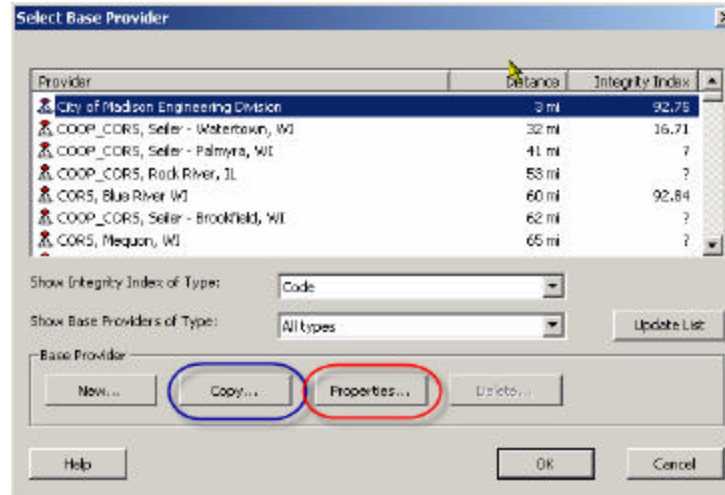 Select Base Provider
Provider Distance Integrity Index
City of Madison Engineering Division 3 mi 92.76
COOP_CORS, Seiler - Watertown, WI 32 mi 16.71
COOP_CORS, Seiler - Palmyra, WI 41 mi ?
COOP_CORS, Rock River, IL 53 mi ?
CORS, Blue River WI 60 mi 92.84
COOP_CORS, Seiler - Brookfield, WI 62 mi ?
CORS, Mequon, WI 65 mi ?
Show Integrity Index of Type: Code
Show Base Providers of Type: All types Update List
Base Provider
New... Copy... Properties... Delete...
Help OK Cancel